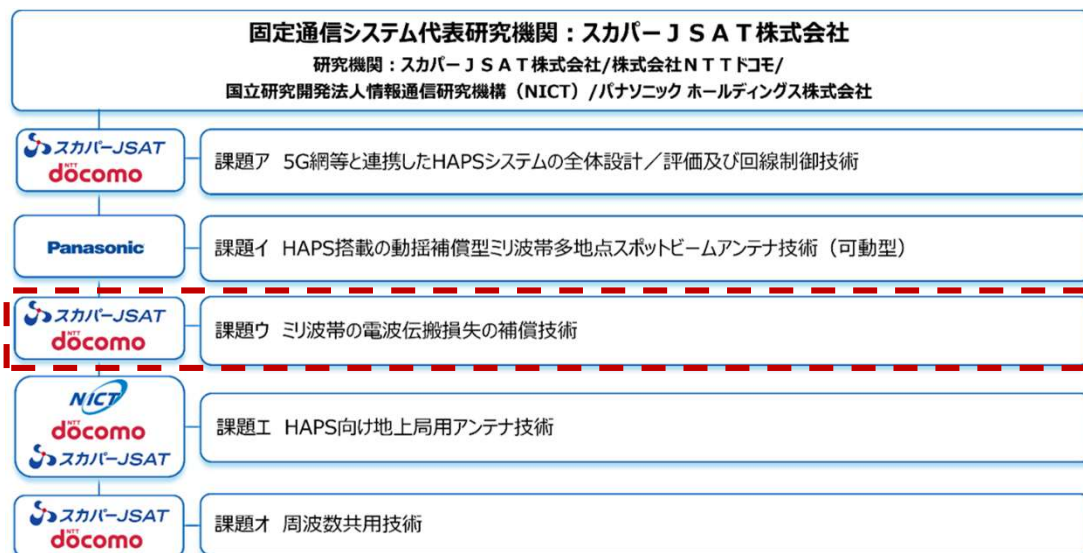 固定通信システム代表研究機関：スカパーＪＳＡＴ株式会社
研究機関：スカパーＪＳＡＴ株式会社/株式会社ＮＴＴドコモ/
国立研究開発法人情報通信研究機構（NICT）/パナソニック ホールディングス株式会社
スカパーJSAT
NTT
döcomo
課題ア 5G網等と連携したHAPSシステムの全体設計／評価及び回線制御技術
Panasonic
課題イ HAPS搭載の動揺補償型ミリ波帯多地点スポットビームアンテナ技術（可動型）
スカパーJSAT
NTT
döcomo
課題ウ ミリ波帯の電波伝搬損失の補償技術
NICT
NTT
döcomo
スカパーJSAT
課題エ HAPS向け地上局用アンテナ技術
スカパーJSAT
NTT
döcomo
課題オ 周波数共用技術